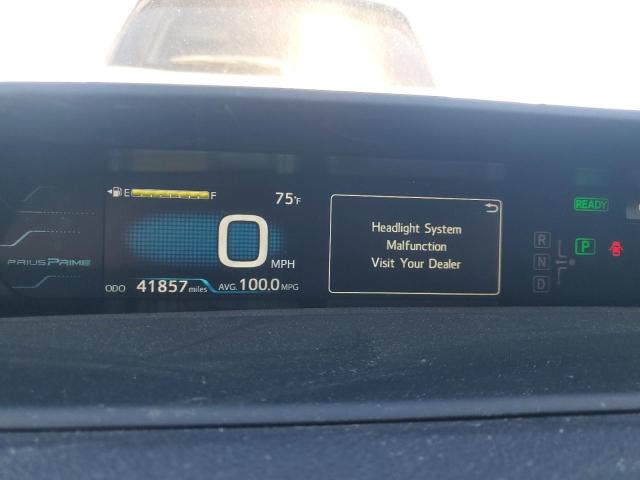 E F
75°F
0 MPH
PRIUS PRIME
ODO 41857 miles AVG. 100.0 MPG
Headlight System
Malfunction
Visit Your Dealer
READY
R
N
D
P